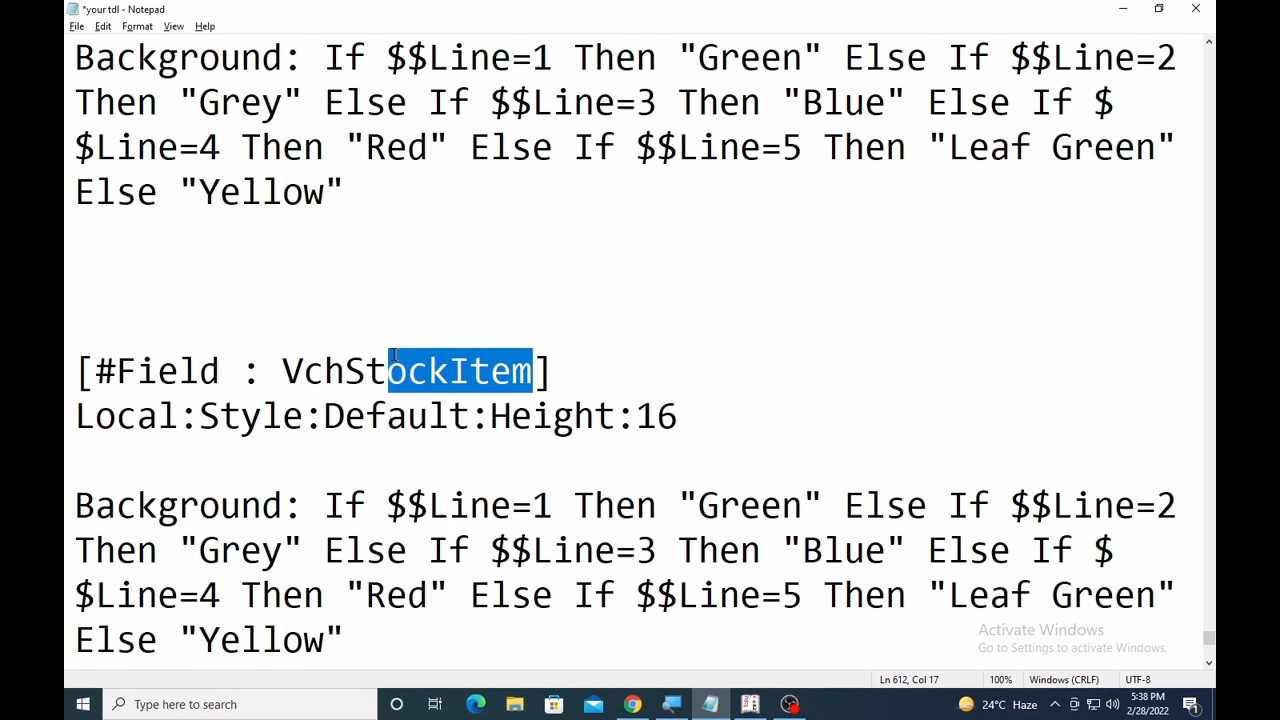 *your tdl - Notepad
File Edit Format View Help
Background: If $$Line=1 Then "Green" Else If $$Line=2
Then "Grey" Else If $$Line=3 Then "Blue" Else If $
$Line=4 Then "Red" Else If $$Line=5 Then "Leaf Green"
Else "Yellow"
[#Field : VchStockItem]
Local:Style:Default:Height:16
Background: If $$Line=1 Then "Green" Else If $$Line=2
Then "Grey" Else If $$Line=3 Then "Blue" Else If $
$Line=4 Then "Red" Else If $$Line=5 Then "Leaf Green"
Else "Yellow"
Activate Windows
Go to Settings to activate Windows.
Ln 612, Col 17 100% Windows (CRLF) UTF-8
Type here to search
24°C Haze
5:38 PM
2/28/2022
1